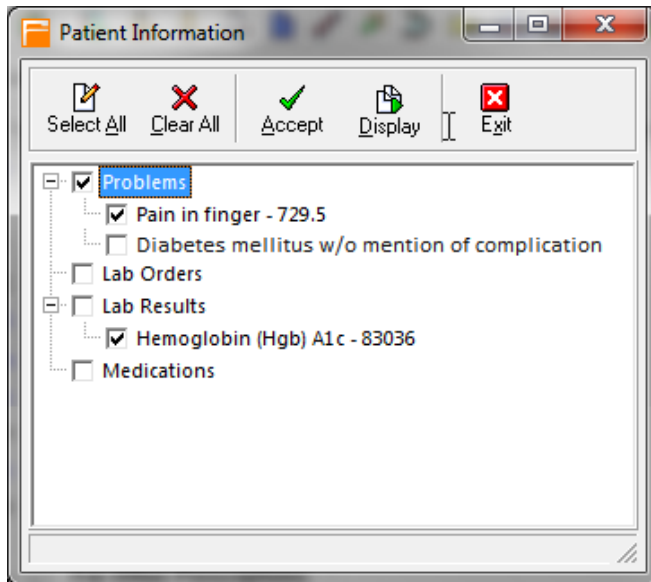 Patient Information
Select All Clear All Accept Display Exit
Problems
Pain in finger - 729.5
Diabetes mellitus w/o mention of complication
Lab Orders
Lab Results
Hemoglobin (Hgb) A1c - 83036
Medications